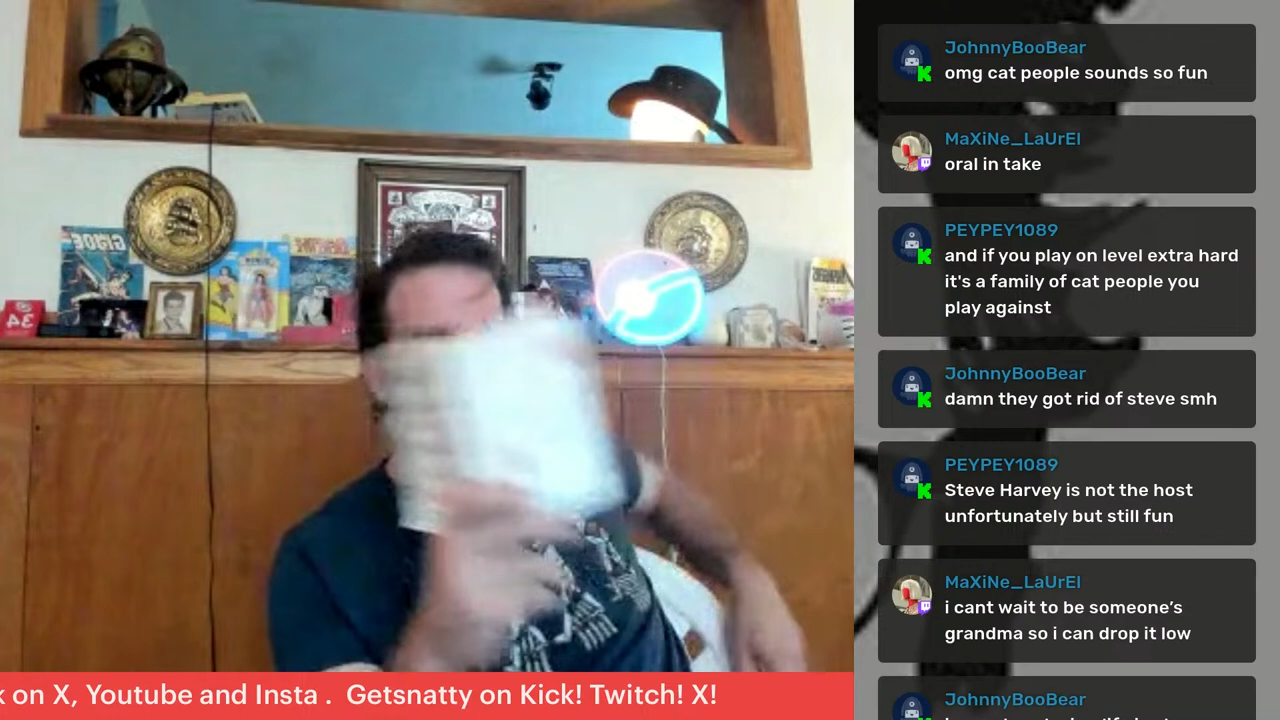 34
JohnnyBooBear
omg cat people sounds so fun
MaXiNe_LaUrEl
oral in take
PEYPEY1089
and if you play on level extra hard
it's a family of cat people you
play against
JohnnyBooBear
damn they got rid of steve smh
PEYPEY1089
Steve Harvey is not the host
unfortunately but still fun
MaXiNe_LaUrEl
i cant wait to be someone's
grandma so i can drop it low
JohnnyBooBear
on X, Youtube and Insta . Getsnatty on Kick! Twitch! X!